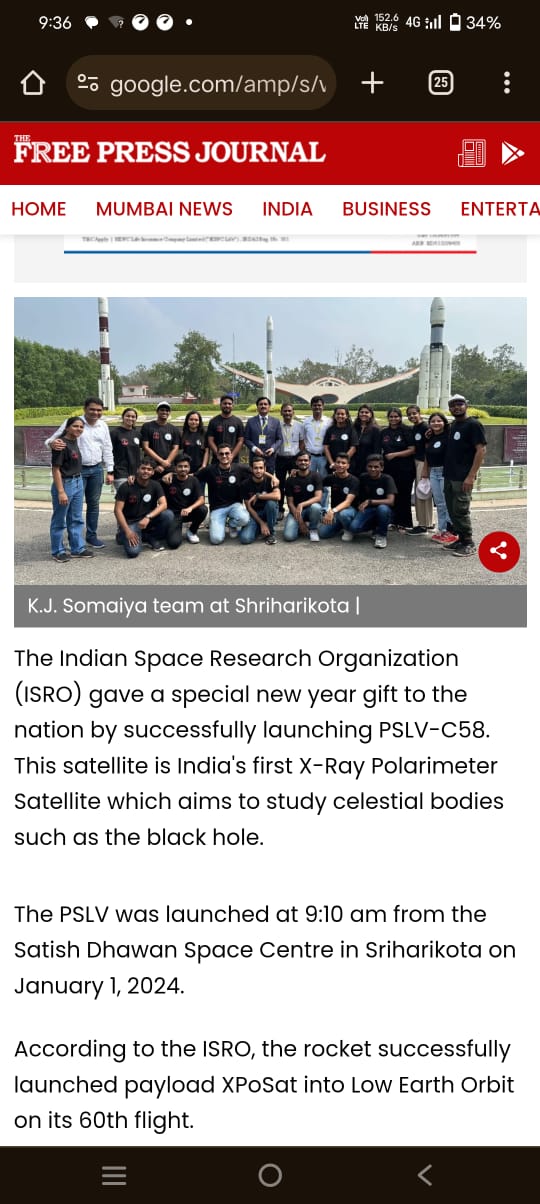 9:36
Vo) LTE 152.6 KB/s 4G 34%
google.com/amp/s/v
25
THE
FREE PRESS JOURNAL
HOME MUMBAI NEWS INDIA BUSINESS ENTERTA
K.J. Somaiya team at Shriharikota |
The Indian Space Research Organization
(ISRO) gave a special new year gift to the
nation by successfully launching PSLV-C58.
This satellite is India's first X-Ray Polarimeter
Satellite which aims to study celestial bodies
such as the black hole.
The PSLV was launched at 9:10 am from the
Satish Dhawan Space Centre in Sriharikota on
January 1, 2024.
According to the ISRO, the rocket successfully
launched payload XPoSat into Low Earth Orbit
on its 60th flight.